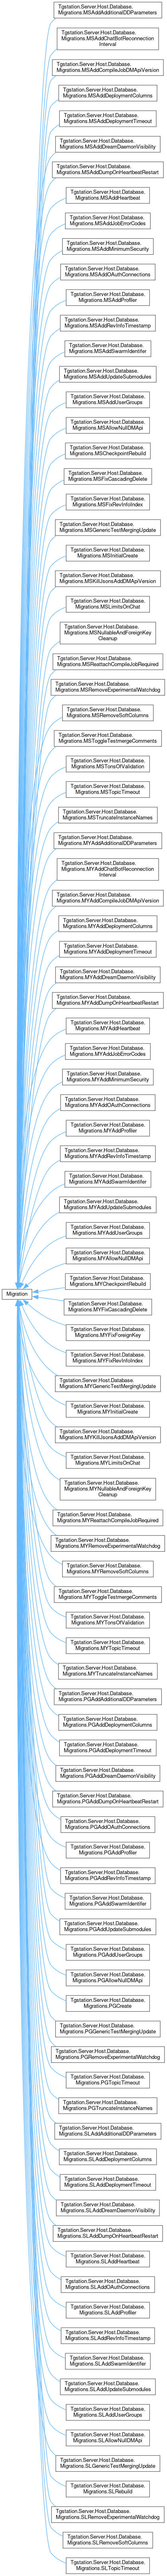 Tgstation.Server.Host.Database.
Migrations.MSAddAdditionalDDParameters
Tgstation.Server.Host.Database.
Migrations.MSAddChatBotReconnection
Interval
Tgstation.Server.Host.Database.
Migrations.MSAddCompileJobDMApiVersion
Tgstation.Server.Host.Database.
Migrations.MSAddDeploymentColumns
Tgstation.Server.Host.Database.
Migrations.MSAddDeploymentTimeout
Tgstation.Server.Host.Database.
Migrations.MSAddDreamDaemonVisibility
Tgstation.Server.Host.Database.
Migrations.MSAddDumpOnHeartbeatRestart
Tgstation.Server.Host.Database.
Migrations.MSAddHeartbeat
Tgstation.Server.Host.Database.
Migrations.MSAddJobErrorCodes
Tgstation.Server.Host.Database.
Migrations.MSAddMinimumSecurity
Tgstation.Server.Host.Database.
Migrations.MSAddOAuthConnections
Tgstation.Server.Host.Database.
Migrations.MSAddProfiler
Tgstation.Server.Host.Database.
Migrations.MSAddRevInfoTimestamp
Tgstation.Server.Host.Database.
Migrations.MSAddSwarmIdentifer
Tgstation.Server.Host.Database.
Migrations.MSAddUpdateSubmodules
Tgstation.Server.Host.Database.
Migrations.MSAddUserGroups
Tgstation.Server.Host.Database.
Migrations.MSAllowNullDMApi
Tgstation.Server.Host.Database.
Migrations.MSCheckpointRebuild
Tgstation.Server.Host.Database.
Migrations.MSFixCascadingDelete
Tgstation.Server.Host.Database.
Migrations.MSFixRevInfoIndex
Tgstation.Server.Host.Database.
Migrations.MSGenericTestMergingUpdate
Tgstation.Server.Host.Database.
Migrations.MSInitialCreate
Tgstation.Server.Host.Database.
Migrations.MSKillJsonsAddDMApiVersion
Tgstation.Server.Host.Database.
Migrations.MSLimitsOnChat
Tgstation.Server.Host.Database.
Migrations.MSNullableAndForeignKey
Cleanup
Tgstation.Server.Host.Database.
Migrations.MSReattachCompileJobRequired
Tgstation.Server.Host.Database.
Migrations.MSRemoveExperimentalWatchdog
Tgstation.Server.Host.Database.
Migrations.MSRemoveSoftColumns
Tgstation.Server.Host.Database.
Migrations.MSToggleTestmergeComments
Tgstation.Server.Host.Database.
Migrations.MSTonsOfValidation
Tgstation.Server.Host.Database.
Migrations.MSTopicTimeout
Tgstation.Server.Host.Database.
Migrations.MSTruncateInstanceNames
Tgstation.Server.Host.Database.
Migrations.MYAddAdditionalDDParameters
Tgstation.Server.Host.Database.
Migrations.MYAddChatBotReconnection
Interval
Tgstation.Server.Host.Database.
Migrations.MYAddCompileJobDMApiVersion
Tgstation.Server.Host.Database.
Migrations.MYAddDeploymentColumns
Tgstation.Server.Host.Database.
Migrations.MYAddDeploymentTimeout
Tgstation.Server.Host.Database.
Migrations.MYAddDreamDaemonVisibility
Tgstation.Server.Host.Database.
Migrations.MYAddDumpOnHeartbeatRestart
Tgstation.Server.Host.Database.
Migrations.MYAddHeartbeat
Tgstation.Server.Host.Database.
Migrations.MYAddJobErrorCodes
Tgstation.Server.Host.Database.
Migrations.MYAddMinimumSecurity
Tgstation.Server.Host.Database.
Migrations.MYAddOAuthConnections
Tgstation.Server.Host.Database.
Migrations.MYAddProfiler
Tgstation.Server.Host.Database.
Migrations.MYAddRevInfoTimestamp
Tgstation.Server.Host.Database.
Migrations.MYAddSwarmIdentifer
Tgstation.Server.Host.Database.
Migrations.MYAddUpdateSubmodules
Tgstation.Server.Host.Database.
Migrations.MYAddUserGroups
Tgstation.Server.Host.Database.
Migrations.MYAllowNullDMApi
Tgstation.Server.Host.Database.
Migrations.MYCheckpointRebuild
Migration
Tgstation.Server.Host.Database.
Migrations.MYFixCascadingDelete
Tgstation.Server.Host.Database.
Migrations.MYFixForeignKey
Tgstation.Server.Host.Database.
Migrations.MYFixRevInfoIndex
Tgstation.Server.Host.Database.
Migrations.MYGenericTestMergingUpdate
Tgstation.Server.Host.Database.
Migrations.MYInitialCreate
Tgstation.Server.Host.Database.
Migrations.MYKillJsonsAddDMApiVersion
Tgstation.Server.Host.Database.
Migrations.MYLimitsOnChat
Tgstation.Server.Host.Database.
Migrations.MYNullableAndForeignKey
Cleanup
Tgstation.Server.Host.Database.
Migrations.MYReattachCompileJobRequired
Tgstation.Server.Host.Database.
Migrations.MYRemoveExperimentalWatchdog
Tgstation.Server.Host.Database.
Migrations.MYRemoveSoftColumns
Tgstation.Server.Host.Database.
Migrations.MYToggleTestmergeComments
Tgstation.Server.Host.Database.
Migrations.MYTonsOfValidation
Tgstation.Server.Host.Database.
Migrations.MYTopicTimeout
Tgstation.Server.Host.Database.
Migrations.MYTruncateInstanceNames
Tgstation.Server.Host.Database.
Migrations.PGAddAdditionalDDParameters
Tgstation.Server.Host.Database.
Migrations.PGAddDeploymentColumns
Tgstation.Server.Host.Database.
Migrations.PGAddDeploymentTimeout
Tgstation.Server.Host.Database.
Migrations.PGAddDreamDaemonVisibility
Tgstation.Server.Host.Database.
Migrations.PGAddDumpOnHeartbeatRestart
Tgstation.Server.Host.Database.
Migrations.PGAddOAuthConnections
Tgstation.Server.Host.Database.
Migrations.PGAddProfiler
Tgstation.Server.Host.Database.
Migrations.PGAddRevInfoTimestamp
Tgstation.Server.Host.Database.
Migrations.PGAddSwarmIdentifer
Tgstation.Server.Host.Database.
Migrations.PGAddUpdateSubmodules
Tgstation.Server.Host.Database.
Migrations.PGAddUserGroups
Tgstation.Server.Host.Database.
Migrations.PGAllowNullDMApi
Tgstation.Server.Host.Database.
Migrations.PGCreate
Tgstation.Server.Host.Database.
Migrations.PGGenericTestMergingUpdate
Tgstation.Server.Host.Database.
Migrations.PGRemoveExperimentalWatchdog
Tgstation.Server.Host.Database.
Migrations.PGTopicTimeout
Tgstation.Server.Host.Database.
Migrations.PGTruncateInstanceNames
Tgstation.Server.Host.Database.
Migrations.SLAddAdditionalDDParameters
Tgstation.Server.Host.Database.
Migrations.SLAddDeploymentColumns
Tgstation.Server.Host.Database.
Migrations.SLAddDeploymentTimeout
Tgstation.Server.Host.Database.
Migrations.SLAddDreamDaemonVisibility
Tgstation.Server.Host.Database.
Migrations.SLAddDumpOnHeartbeatRestart
Tgstation.Server.Host.Database.
Migrations.SLAddHeartbeat
Tgstation.Server.Host.Database.
Migrations.SLAddOAuthConnections
Tgstation.Server.Host.Database.
Migrations.SLAddProfiler
Tgstation.Server.Host.Database.
Migrations.SLAddRevInfoTimestamp
Tgstation.Server.Host.Database.
Migrations.SLAddSwarmIdentifer
Tgstation.Server.Host.Database.
Migrations.SLAddUpdateSubmodules
Tgstation.Server.Host.Database.
Migrations.SLAddUserGroups
Tgstation.Server.Host.Database.
Migrations.SLAllowNullDMApi
Tgstation.Server.Host.Database.
Migrations.SLGenericTestMergingUpdate
Tgstation.Server.Host.Database.
Migrations.SLRebuild
Tgstation.Server.Host.Database.
Migrations.SLRemoveExperimentalWatchdog
Tgstation.Server.Host.Database.
Migrations.SLRemoveSoftColumns
Tgstation.Server.Host.Database.
Migrations.SLTopicTimeout